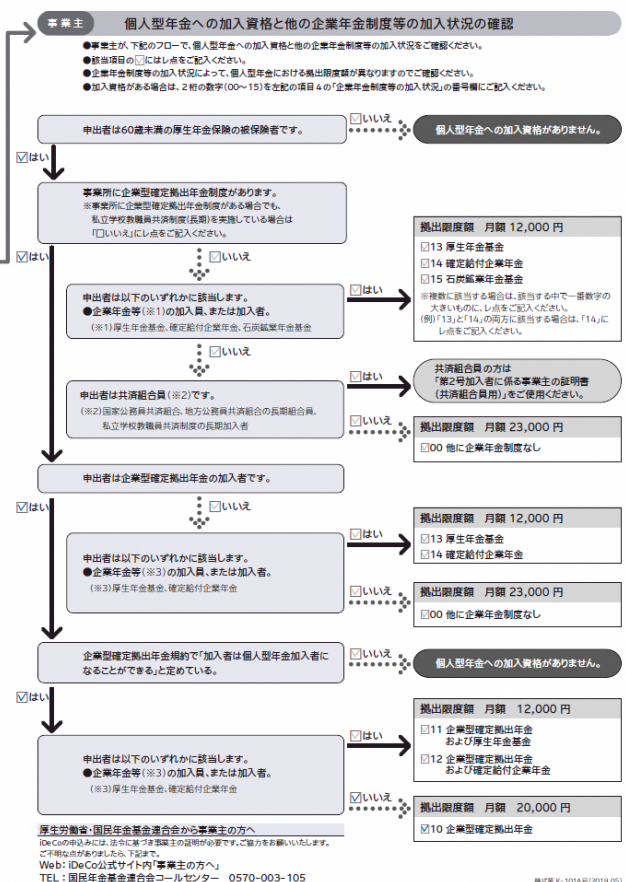 事業主 個人型年金への加入資格と他の企業年金制度等の加入状況の確認
●事業主が、下記のフローで、個人型年金への加入資格と他の企業年金制度等の加入状況をご確認ください。
●該当項目の☑にはレ点をご記入ください。
●企業年金制度等の加入状況によって、個人型年金における拠出限度額が異なりますのでご確認ください。
●加入資格がある場合は、2桁の数字(00〜15)を左記の項目4の「企業年金制度等の加入状況」の番号欄にご記入ください。
申出者は60歳未満の厚生年金保険の被保険者です。
☑いいえ
個人型年金への加入資格がありません。
☑はい
事業所に企業型確定拠出年金制度があります。
※事業所に企業型確定拠出年金制度がある場合でも、
私立学校教職員共済制度(長期)を実施している場合は
「□いいえ」にレ点をご記入ください。
☑はい
☑いいえ
申出者は以下のいずれかに該当します。
●企業年金等(※1)の加入員、または加入者。
(※1)厚生年金基金、確定給付企業年金、石炭鉱業年金基金
☑はい
拠出限度額 月額 12,000 円
☑13 厚生年金基金
☑14 確定給付企業年金
☑15 石炭鉱業年金基金
※複数に該当する場合は、該当する中で一番数字の
大きいものに、レ点をご記入ください。
(例)「13」と「14」の両方に該当する場合は、「14」に
レ点をご記入ください。
☑いいえ
申出者は共済組合員(※2)です。
(※2)国家公務員共済組合、地方公務員共済組合の長期組合員、
私立学校教職員共済制度の長期加入者
☑はい
共済組合員の方は
「第2号加入者に係る事業主の証明書
(共済組合員用)」をご使用ください。
☑いいえ
拠出限度額 月額 23,000 円
☑00 他に企業年金制度なし
申出者は企業型確定拠出年金の加入者です。
☑はい
☑いいえ
申出者は以下のいずれかに該当します。
●企業年金等(※3)の加入員、または加入者。
(※3)厚生年金基金、確定給付企業年金
☑はい
拠出限度額 月額 12,000 円
☑13 厚生年金基金
☑14 確定給付企業年金
☑いいえ
拠出限度額 月額 23,000 円
☑00 他に企業年金制度なし
企業型確定拠出年金規約で「加入者は個人型年金加入者に
なることができる」と定めている。
☑いいえ
個人型年金への加入資格がありません。
☑はい
申出者は以下のいずれかに該当します。
●企業年金等(※3)の加入員、または加入者。
(※3)厚生年金基金、確定給付企業年金
☑はい
拠出限度額 月額 12,000 円
☑11 企業型確定拠出年金
および厚生年金基金
☑12 企業型確定拠出年金
および確定給付企業年金
☑いいえ
拠出限度額 月額 20,000 円
☑10 企業型確定拠出年金
厚生労働省・国民年金基金連合会から事業主の方へ
iDeCoの申込みには、法令に基づき事業主の証明が必要です。ご協力をお願いいたします。
ご不明な点がありましたら、下記まで。
Web：iDeCo公式サイト内「事業主の方へ」
TEL：国民年金基金連合会コールセンター 0570-003-105
K-101A号(2019.05)